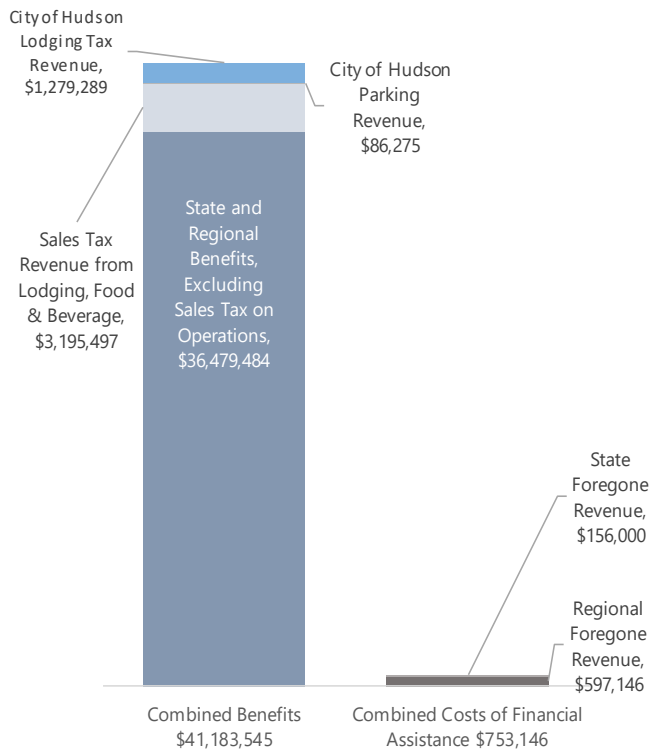 City of Hudson
Lodging Tax
Revenue,
$1,279,289
City of Hudson
Parking
Revenue,
$86,275
Sales Tax
Revenue from
Lodging, Food
& Beverage,
$3,195,497
State and
Regional
Benefits,
Excluding
Sales Tax on
Operations,
$36,479,484
State
Foregone
Revenue,
$156,000
Regional
Foregone
Revenue,
$597,146
Combined Benefits
$41,183,545
Combined Costs of Financial
Assistance $753,146